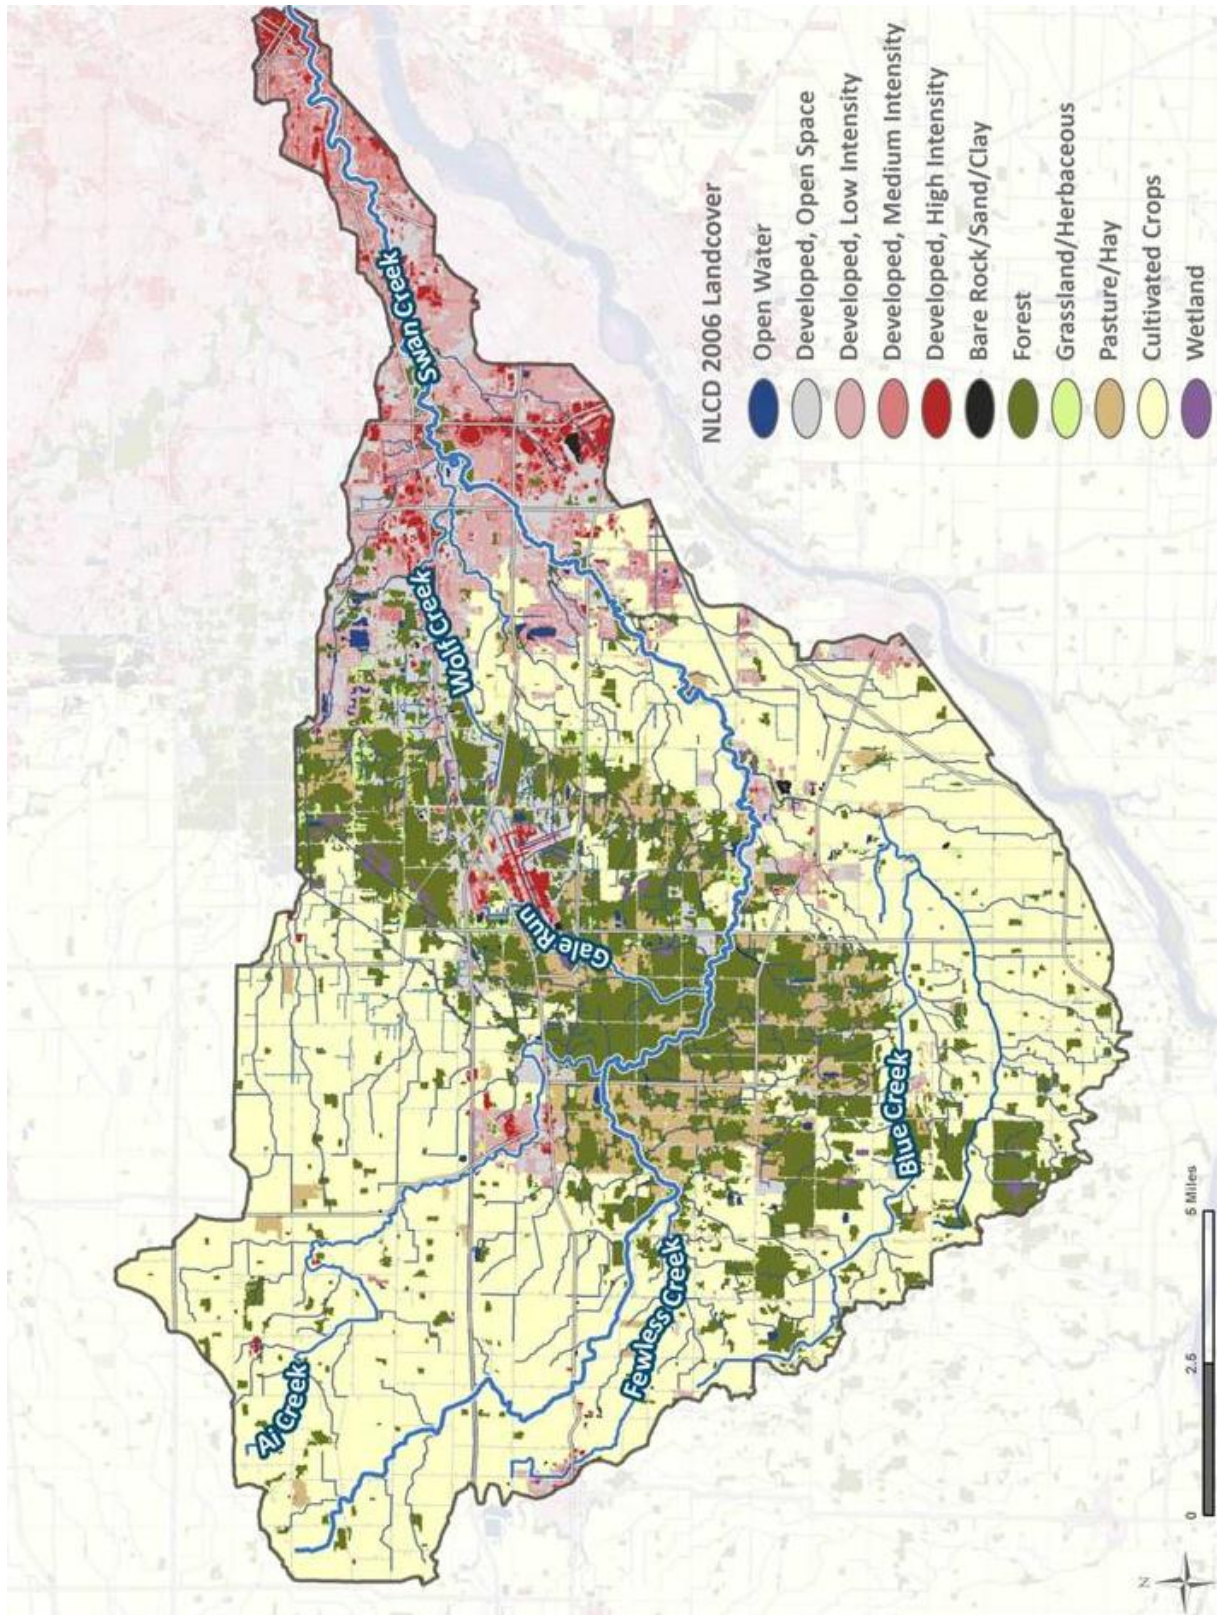 Swan Creek
Wolf Creek
Gale Run
Ai Creek
Fewless Creek
Blue Creek
NLCD 2006 Landcover
Open Water
Developed, Open Space
Developed, Low Intensity
Developed, Medium Intensity
Developed, High Intensity
Bare Rock/Sand/Clay
Forest
Grassland/Herbaceous
Pasture/Hay
Cultivated Crops
Wetland
N
0 2.5 5 Miles